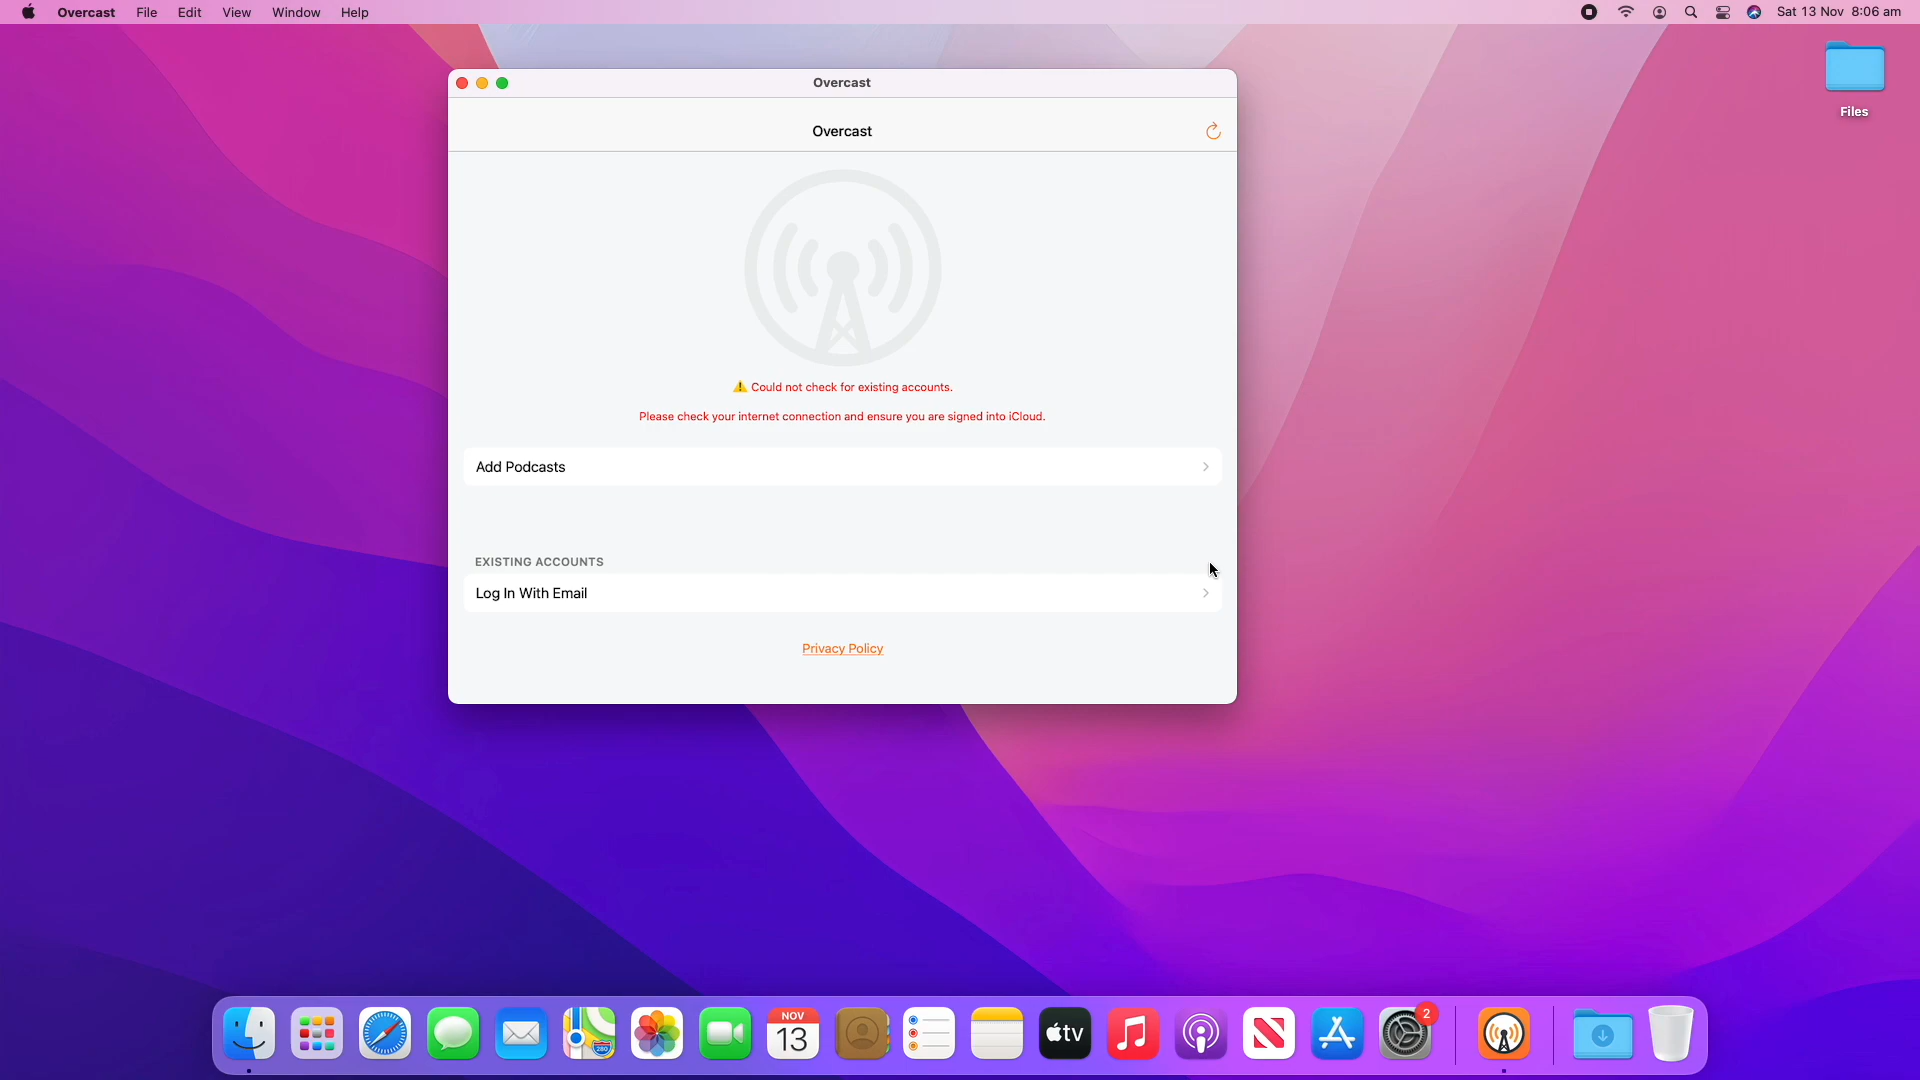 Overcast File Edit View Window Help Sat 13 Nov 8:06 am
Files
Overcast
Overcast
Could not check for existing accounts.
Please check your internet connection and ensure you are signed into iCloud.
Add Podcasts
EXISTING ACCOUNTS
Log In With Email
Privacy Policy
NOV
13
280
tv
2